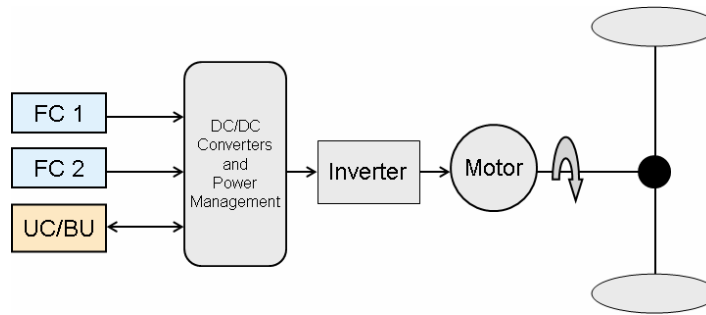 FC 1
FC 2
UC/BU
DC/DC
Converters
and
Power
Management
Inverter
Motor